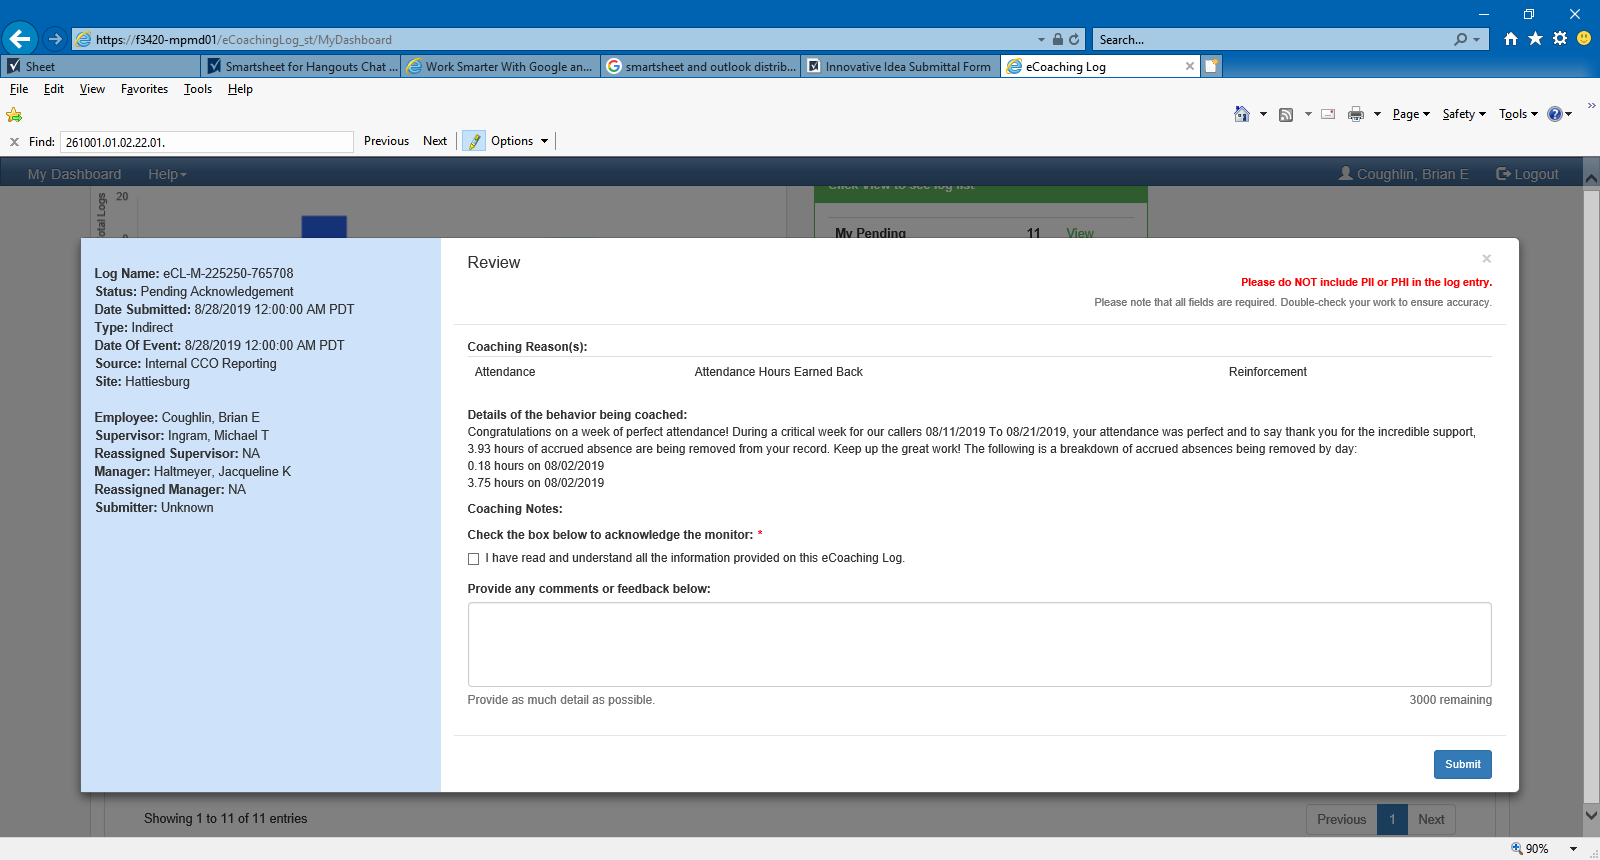 https://f3420-mpmd01/eCoachingLog_st/MyDashboard
Search...
Sheet
Smartsheet for Hangouts Chat ...
Work Smarter With Google an...
smartsheet and outlook distrib...
Innovative Idea Submittal Form
eCoaching Log
File Edit View Favorites Tools Help
Page Safety Tools
Find: 261001.01.02.22.01. Previous Next Options
My Dashboard Help Coughlin, Brian E Logout
Click View to see log list
20
otal Logs
My Pending 11 View
Log Name: eCL-M-225250-765708
Status: Pending Acknowledgement
Date Submitted: 8/28/2019 12:00:00 AM PDT
Type: Indirect
Date Of Event: 8/28/2019 12:00:00 AM PDT
Source: Internal CCO Reporting
Site: Hattiesburg
Employee: Coughlin, Brian E
Supervisor: Ingram, Michael T
Reassigned Supervisor: NA
Manager: Haltmeyer, Jacqueline K
Reassigned Manager: NA
Submitter: Unknown
Review
Please do NOT include PII or PHI in the log entry.
Please note that all fields are required. Double-check your work to ensure accuracy.
Coaching Reason(s):
Attendance Attendance Hours Earned Back Reinforcement
Details of the behavior being coached:
Congratulations on a week of perfect attendance! During a critical week for our callers 08/11/2019 To 08/21/2019, your attendance was perfect and to say thank you for the incredible support,
3.93 hours of accrued absence are being removed from your record. Keep up the great work! The following is a breakdown of accrued absences being removed by day:
0.18 hours on 08/02/2019
3.75 hours on 08/02/2019
Coaching Notes:
Check the box below to acknowledge the monitor: *
I have read and understand all the information provided on this eCoaching Log.
Provide any comments or feedback below:
Provide as much detail as possible. 3000 remaining
Submit
Showing 1 to 11 of 11 entries
Previous 1 Next
90%